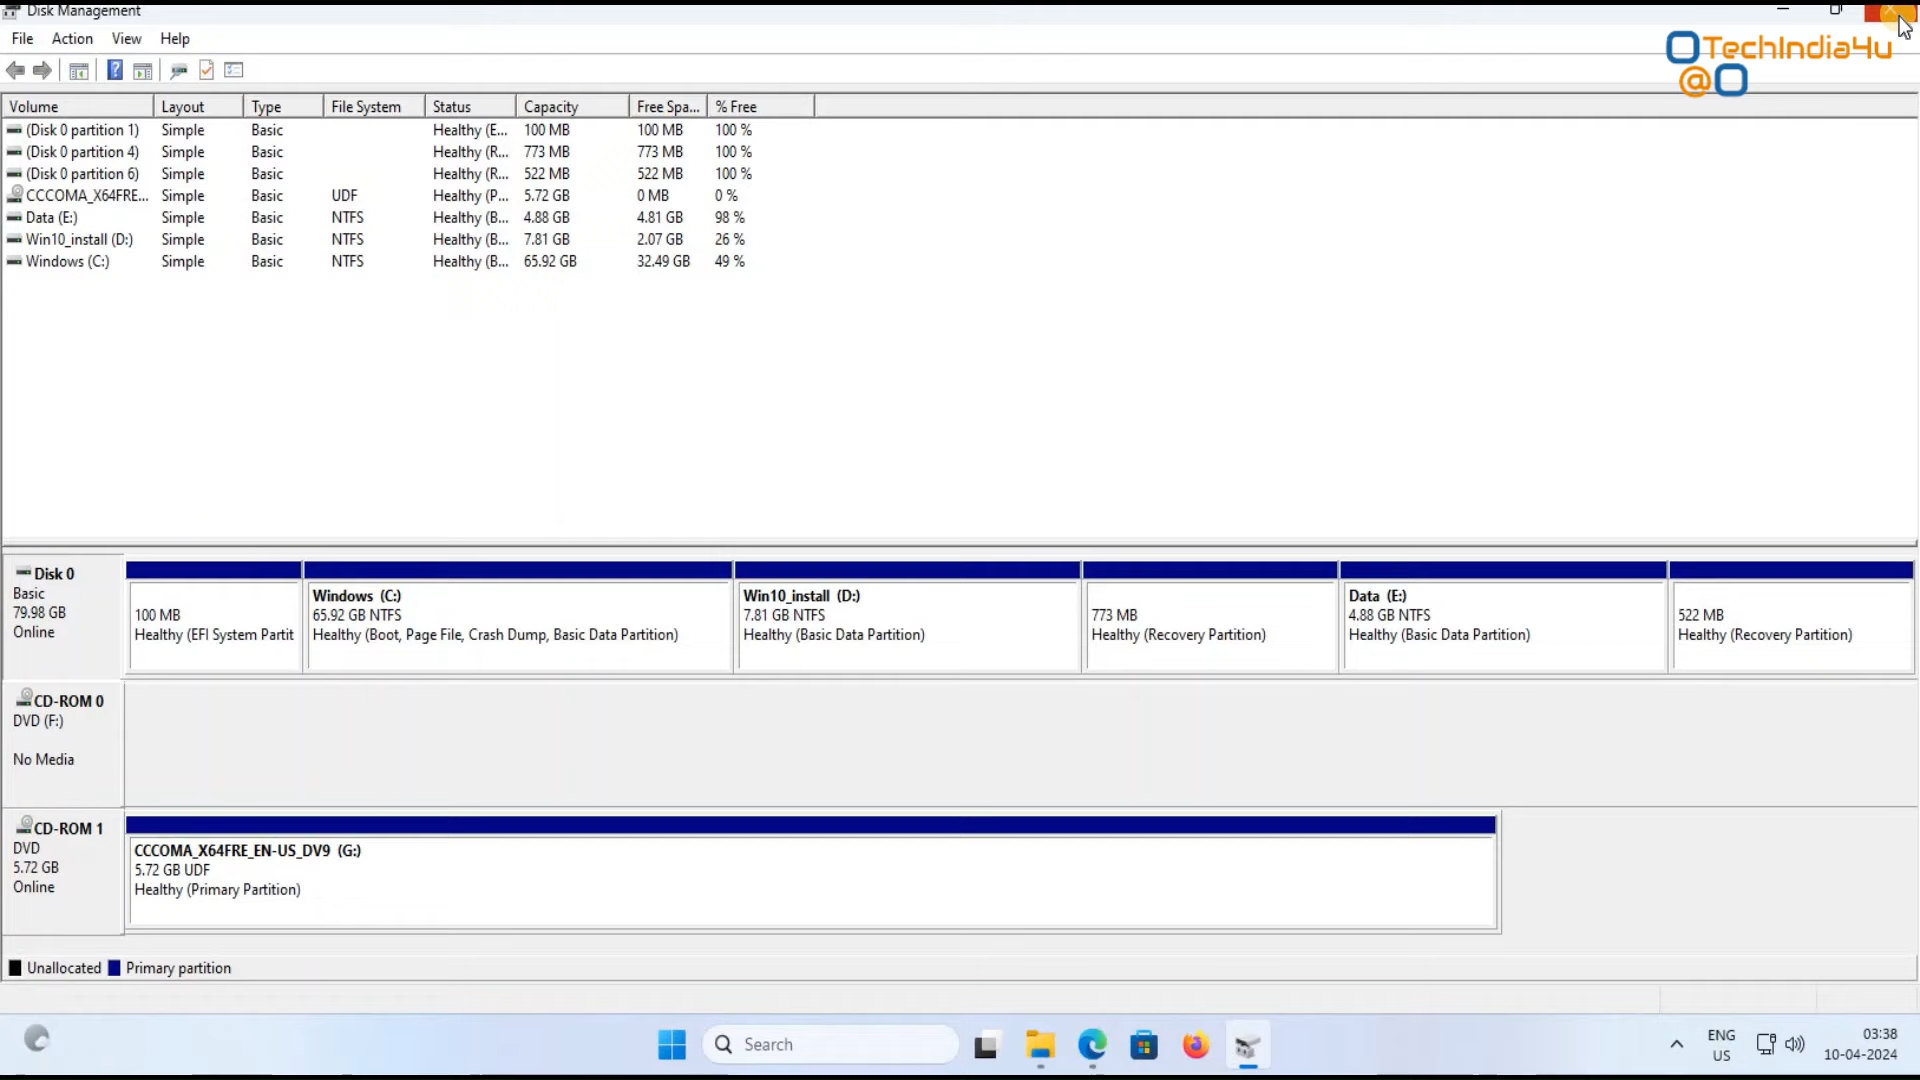 Disk Management
TechIndia4u
@
File Action View Help
Volume Layout Type File System Status Capacity Free Spa... % Free
(Disk 0 partition 1) Simple Basic Healthy (E... 100 MB 100 MB 100 %
(Disk 0 partition 4) Simple Basic Healthy (R... 773 MB 773 MB 100 %
(Disk 0 partition 6) Simple Basic Healthy (R... 522 MB 522 MB 100 %
CCCOMA_X64FRE... Simple Basic UDF Healthy (P... 5.72 GB 0 MB 0 %
Data (E:) Simple Basic NTFS Healthy (B... 4.88 GB 4.81 GB 98 %
Win10_install (D:) Simple Basic NTFS Healthy (B... 7.81 GB 2.07 GB 26 %
Windows (C:) Simple Basic NTFS Healthy (B... 65.92 GB 32.49 GB 49 %
Disk 0
Basic
79.98 GB
Online
100 MB
Healthy (EFI System Partit
Windows (C:)
65.92 GB NTFS
Healthy (Boot, Page File, Crash Dump, Basic Data Partition)
Win10_install (D:)
7.81 GB NTFS
Healthy (Basic Data Partition)
773 MB
Healthy (Recovery Partition)
Data (E:)
4.88 GB NTFS
Healthy (Basic Data Partition)
522 MB
Healthy (Recovery Partition)
CD-ROM 0
DVD (F:)
No Media
CD-ROM 1
DVD
5.72 GB
Online
CCCOMA_X64FRE_EN-US_DV9 (G:)
5.72 GB UDF
Healthy (Primary Partition)
Unallocated Primary partition
Search
ENG
US
03:38
10-04-2024